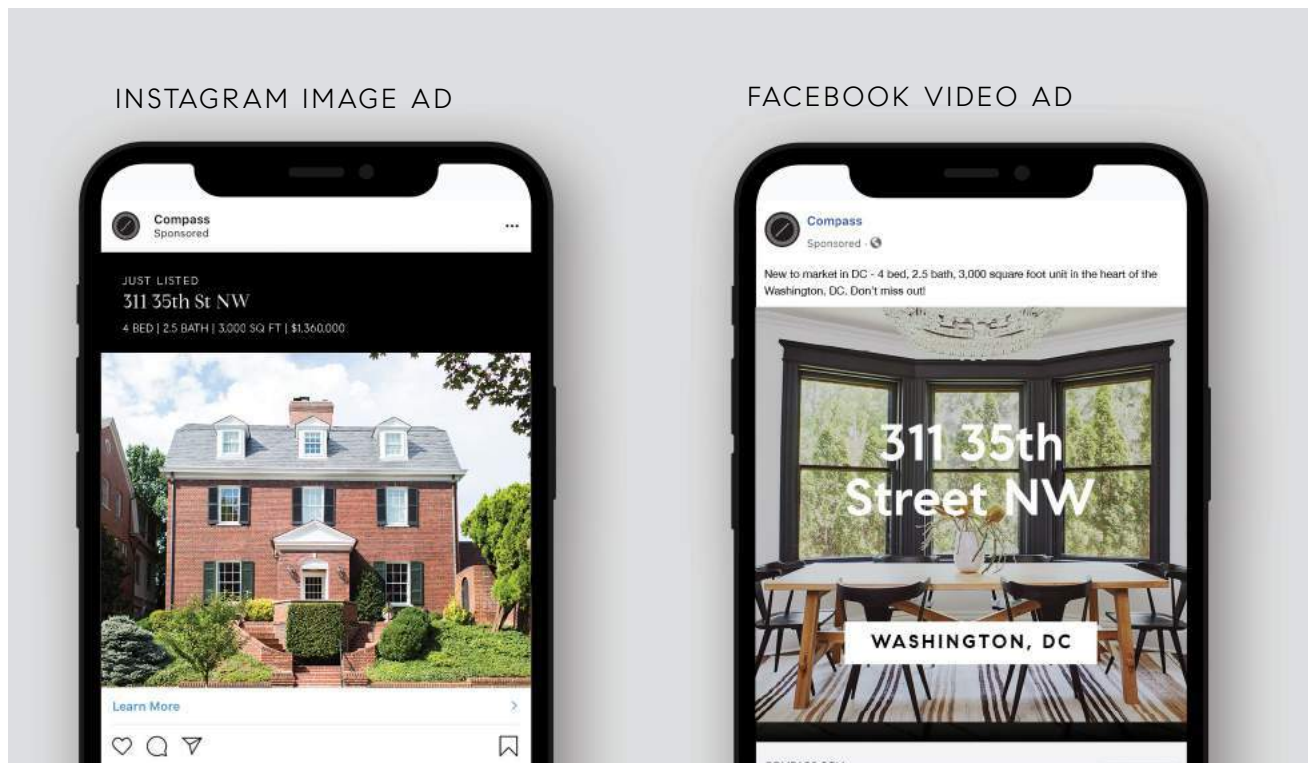 INSTAGRAM IMAGE AD
Compass
Sponsored
JUST LISTED
311 35th St NW
4 BED | 2.5 BATH | 3,000 SQ FT | $1,360,000
Learn More
FACEBOOK VIDEO AD
Compass
Sponsored ·
New to market in DC - 4 bed, 2.5 bath, 3,000 square foot unit in the heart of the
Washington, DC. Don't miss out!
311 35th
Street NW
WASHINGTON, DC